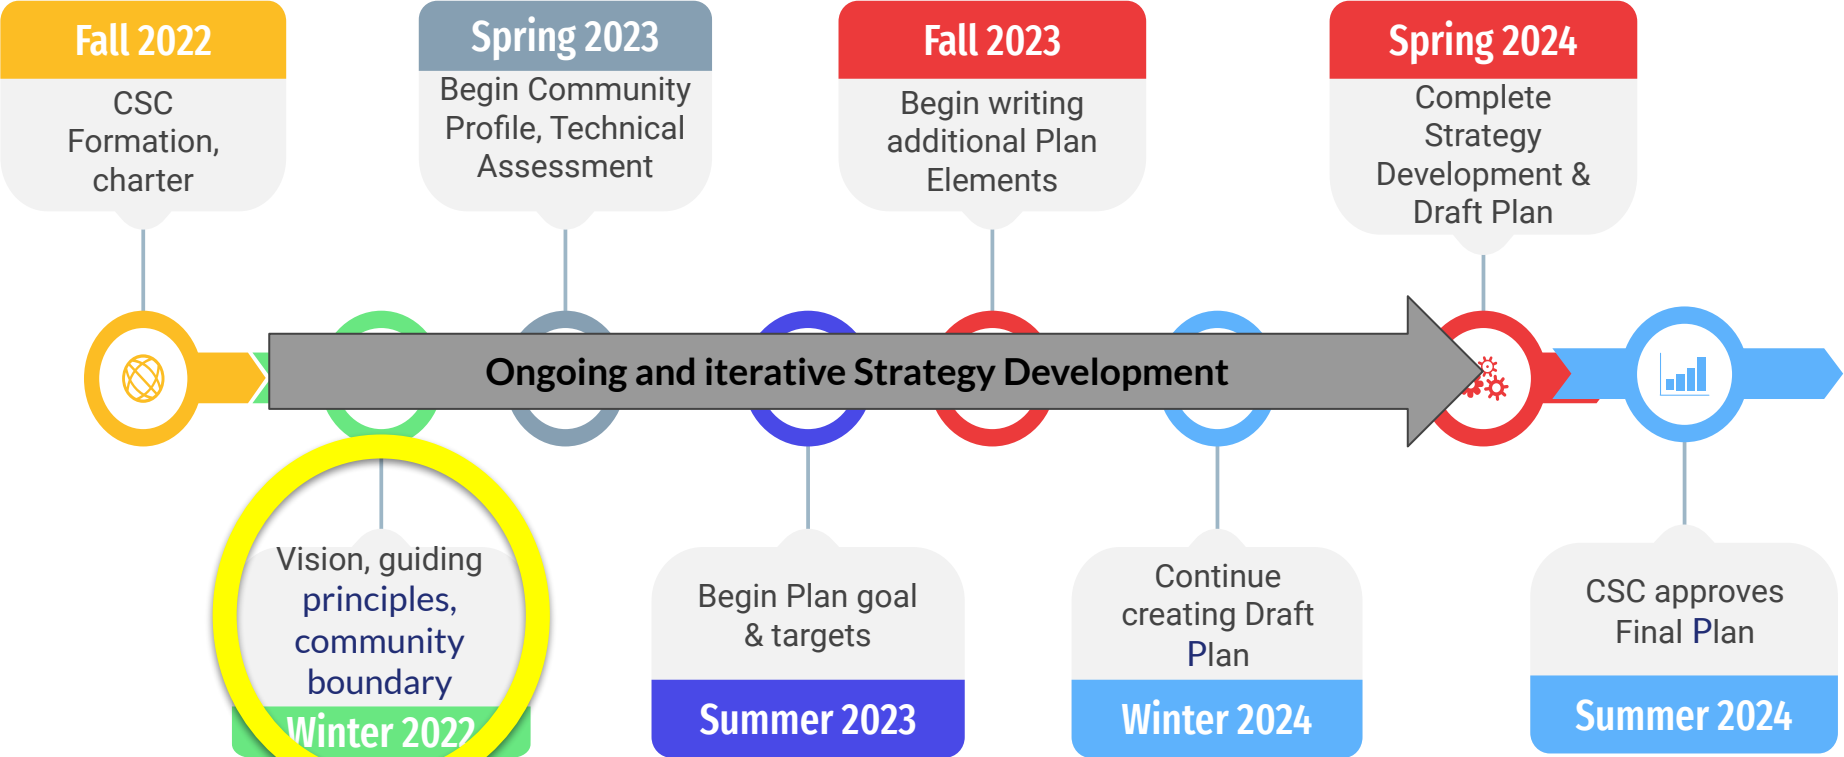 Fall 2022
CSC
Formation,
charter
Spring 2023
Begin Community
Profile, Technical
Assessment
Fall 2023
Begin writing
additional Plan
Elements
Spring 2024
Complete
Strategy
Development &
Draft Plan
Ongoing and iterative Strategy Development
Vision, guiding
principles,
community
boundary
Winter 2022
Begin Plan goal
& targets
Summer 2023
Continue
creating Draft
Plan
Winter 2024
CSC approves
Final Plan
Summer 2024